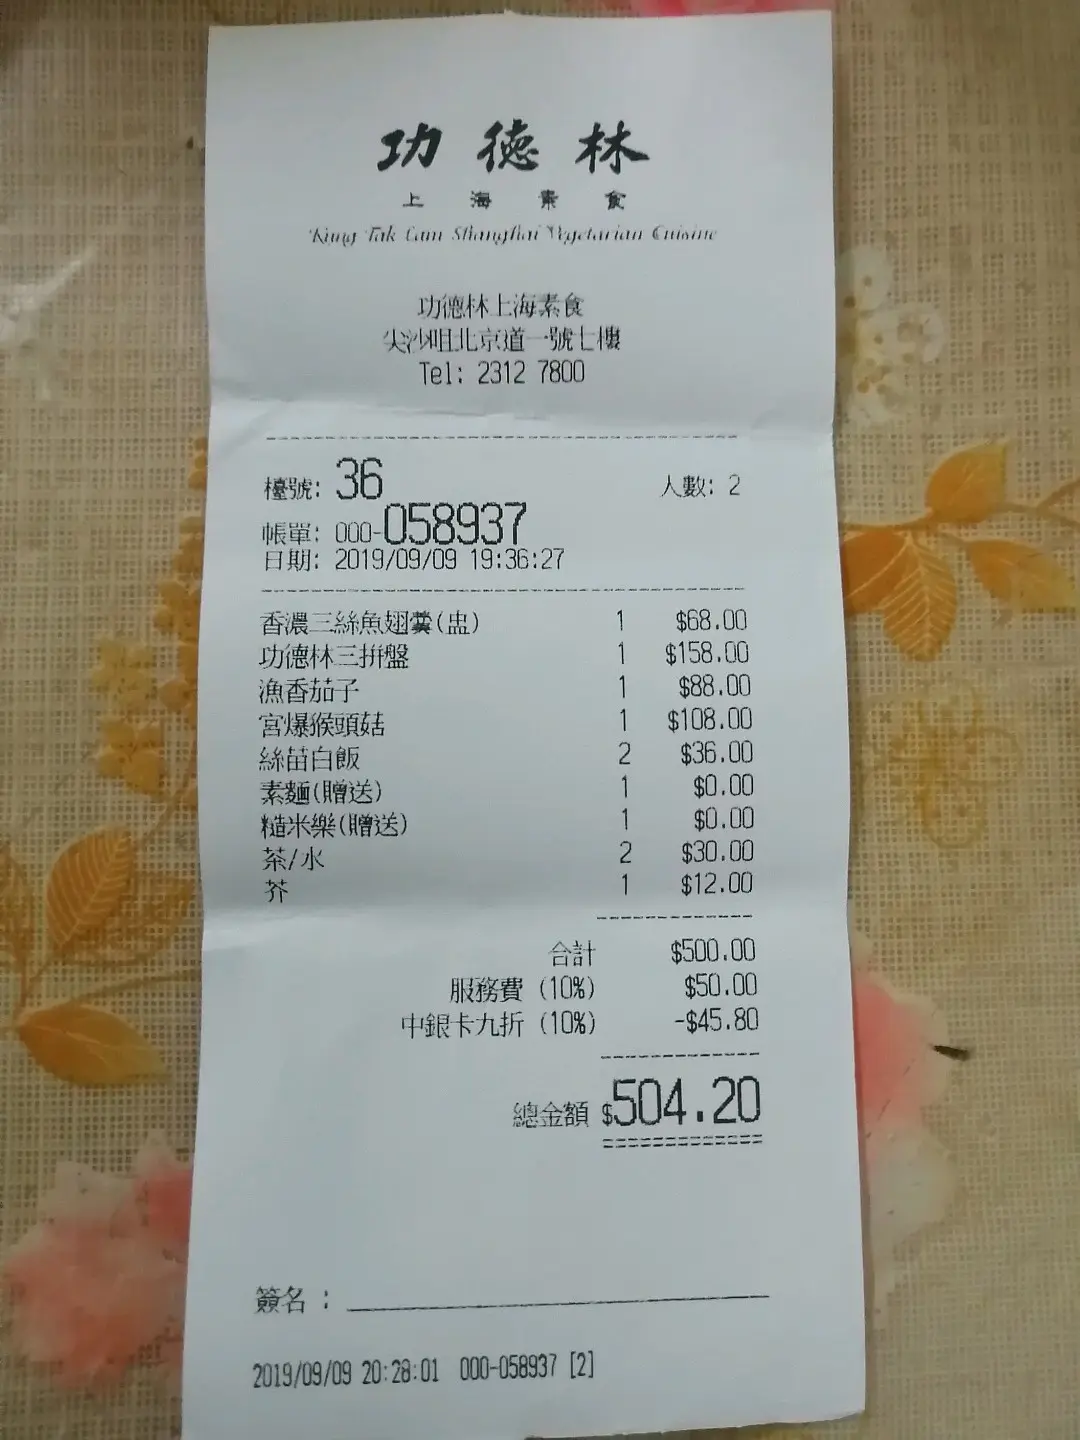 功德林
上海素食
Kung Tak Lam Shanghai Vegetarian Cuisine
功德林上海素食
尖沙咀北京道一號七樓
Tel: 2312 7800
檯號: 36 人數: 2
帳單: 000-058937
日期: 2019/09/09 19:36:27
香濃三絲魚翅羹(盅) 1 $68.00
功德林三拼盤 1 $158.00
漁香茄子 1 $88.00
宮爆猴頭菇 1 $108.00
絲苗白飯 2 $36.00
素麵(贈送) 1 $0.00
糙米樂(贈送) 1 $0.00
茶/水 2 $30.00
芥 1 $12.00
合計 $500.00
服務費 (10%) $50.00
中銀卡九折 (10%) -$45.80
總金額 $504.20
簽名 :
2019/09/09 20:28:01 000-058937 [2]